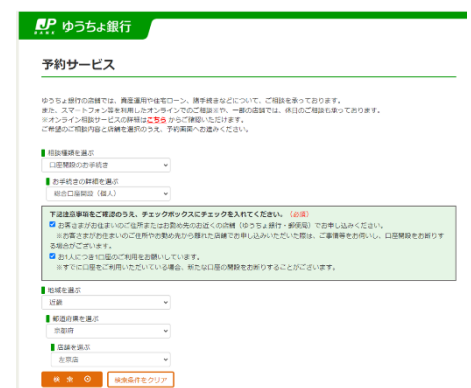 JP BANK ゆうちょ銀行
予約サービス
ゆうちょ銀行の店舗では、資産運用や住宅ローン、諸手続きなどについて、ご相談を承っております。
また、スマートフォン等を利用したオンラインでのご相談※や、一部の店舗では、休日のご相談も承っております。
※オンライン相談サービスの詳細はこちらからご確認いただけます。
ご希望のご相談内容と店舗を選択のうえ、予約画面へお進みください。
相談種類を選ぶ
口座開設のお手続き
お手続きの詳細を選ぶ
総合口座開設（個人）
下記注意事項をご確認のうえ、チェックボックスにチェックを入れてください。（必須）
お客さまがお住まいのご住所またはお勤め先のお近くの店舗（ゆうちょ銀行・郵便局）でお申し込みください。
※お客さまがお住まいのご住所やお勤め先から離れた店舗でお申し込みいただいた際は、ご事情等をお伺いし、口座開設をお断りす
る場合がございます。
お1人につき1口座のご利用をお願いしています。
※すでに口座をご利用いただいている場合、新たな口座の開設をお断りすることがございます。
地域を選ぶ
近畿
都道府県を選ぶ
京都府
店舗を選ぶ
左京店
検 索
検索条件をクリア